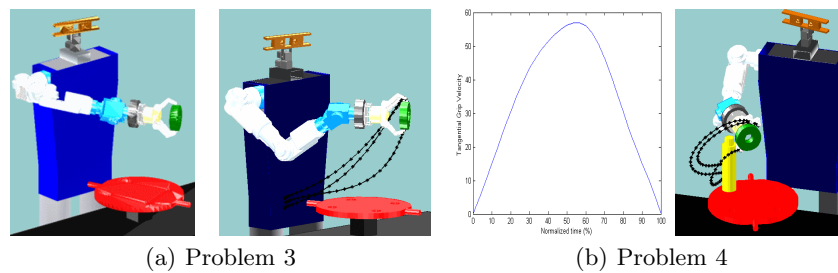 60
50
40
30
20
10
0
Tangential Grip Velocity
0 10 20 30 40 50 60 70 80 90 100
Normalized time (%)
(a) Problem 3
(b) Problem 4